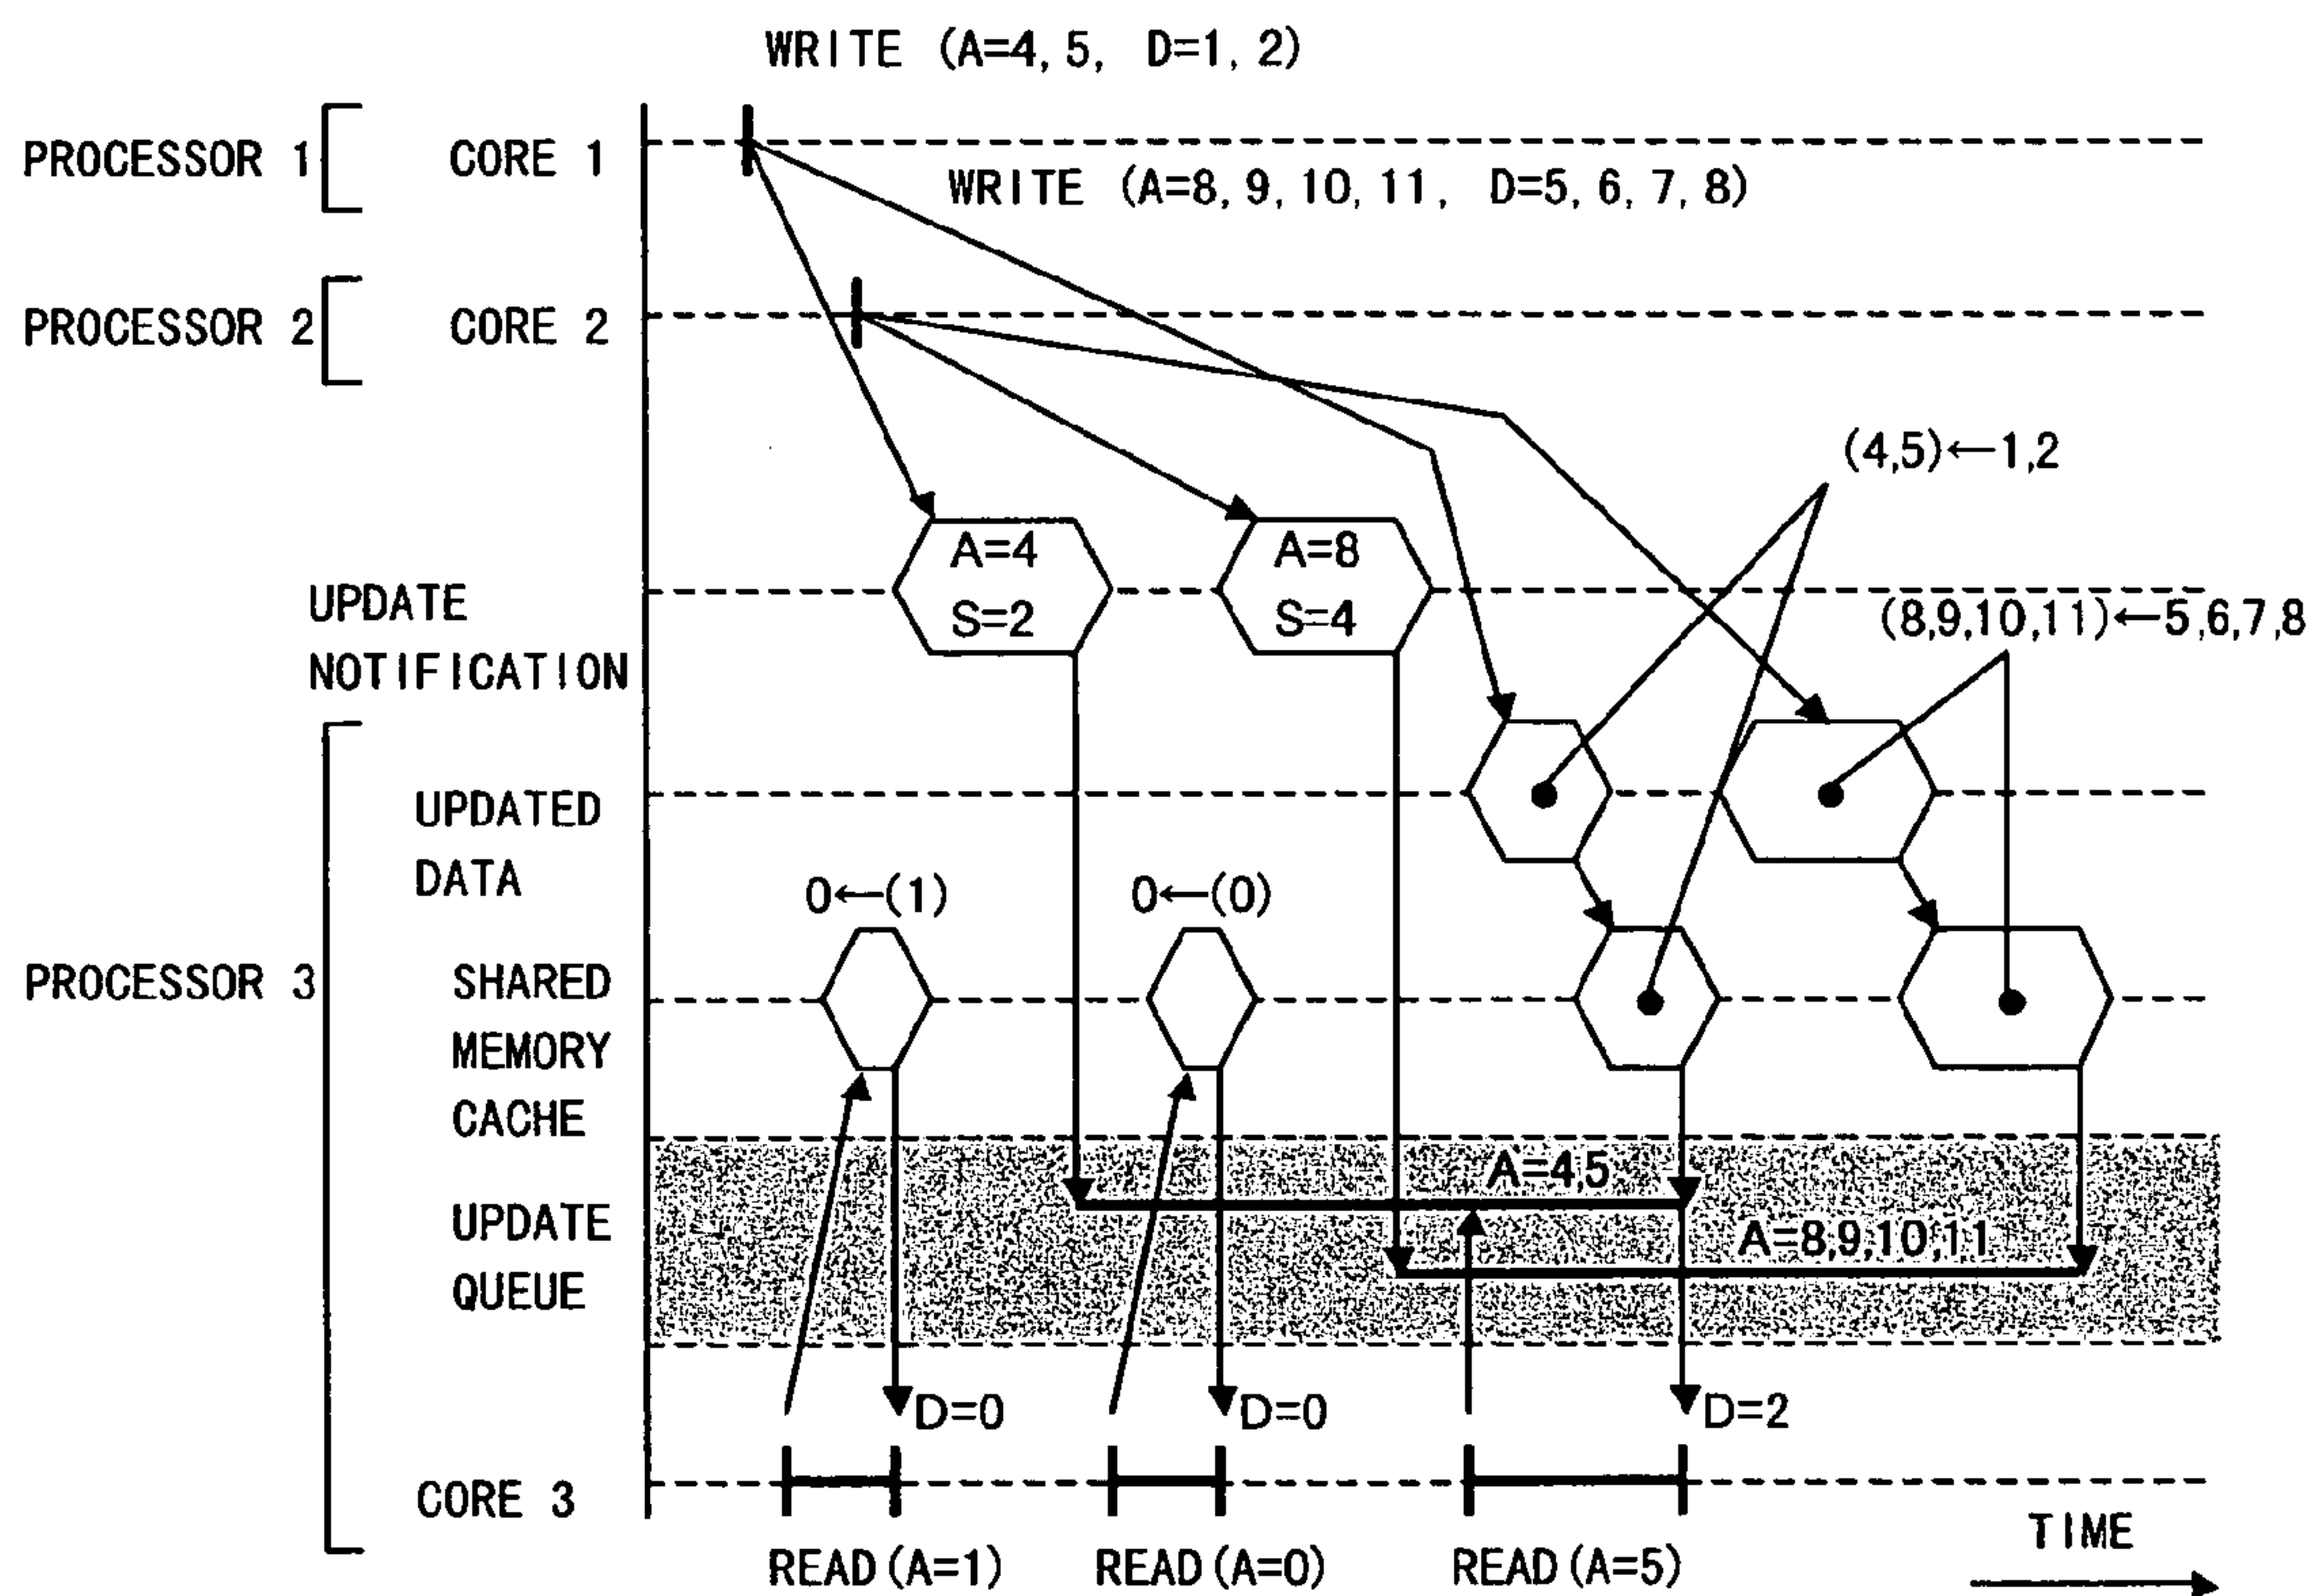 WRITE (A=4, 5, D=1, 2)
PROCESSOR 1
CORE 1
WRITE (A=8, 9, 10, 11, D=5, 6, 7, 8)
PROCESSOR 2
CORE 2
(4,5)←1,2
A=4
S=2
A=8
S=4
UPDATE
NOTIFICATION
(8,9,10,11)←5,6,7,8
UPDATED
DATA
0←(1)
0←(0)
PROCESSOR 3
SHARED
MEMORY
CACHE
A=4,5
UPDATE
QUEUE
A=8,9,10,11
D=0
D=0
D=2
CORE 3
READ (A=1)
READ (A=0)
READ (A=5)
TIME